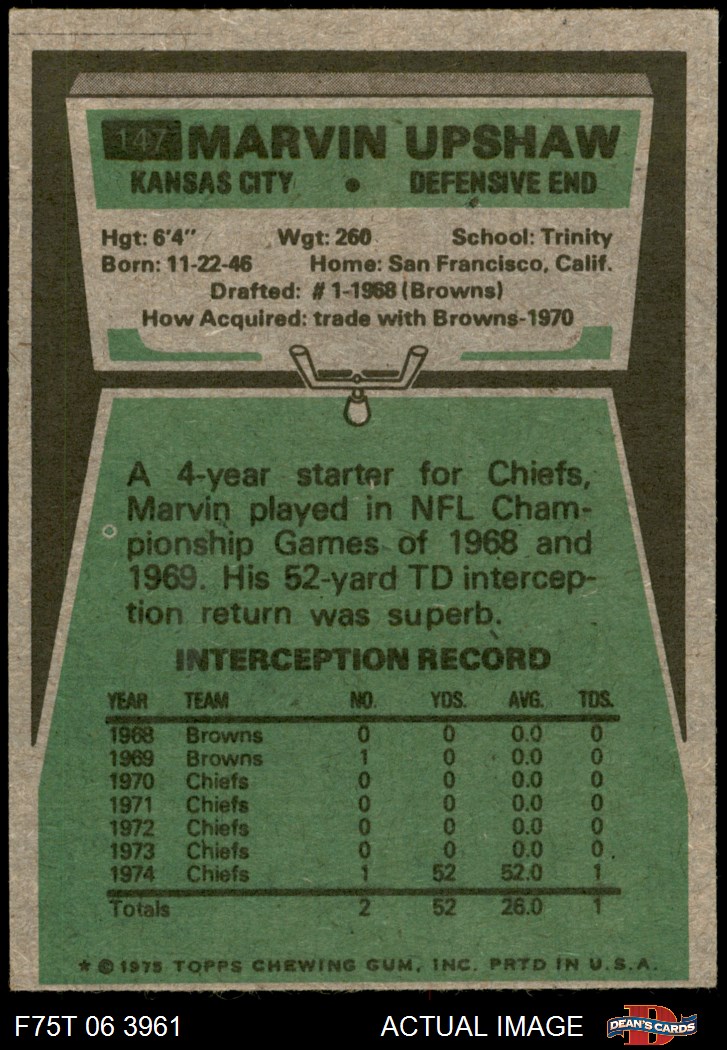 147 MARVIN UPSHAW
KANSAS CITY • DEFENSIVE END
Hgt: 6'4" Wgt: 260 School: Trinity
Born: 11-22-46 Home: San Francisco, Calif.
Drafted: #1-1968 (Browns)
How Acquired: trade with Browns-1970
A 4-year starter for Chiefs,
Marvin played in NFL Cham-
pionship Games of 1968 and
1969. His 52-yard TD intercep-
tion return was superb.
INTERCEPTION RECORD
YEAR TEAM NO. YDS. AVG. TDS.
1968 Browns 0 0 0.0 0
1969 Browns 1 0 0.0 0
1970 Chiefs 0 0 0.0 0
1971 Chiefs 0 0 0.0 0
1972 Chiefs 0 0 0.0 0
1973 Chiefs 0 0 0.0 0
1974 Chiefs 1 52 52.0 1
Totals 2 52 26.0 1
* © 1975 TOPPS CHEWING GUM, INC. PRTD IN U.S.A.
F75T 06 3961 ACTUAL IMAGE D DEAN'S CARDS